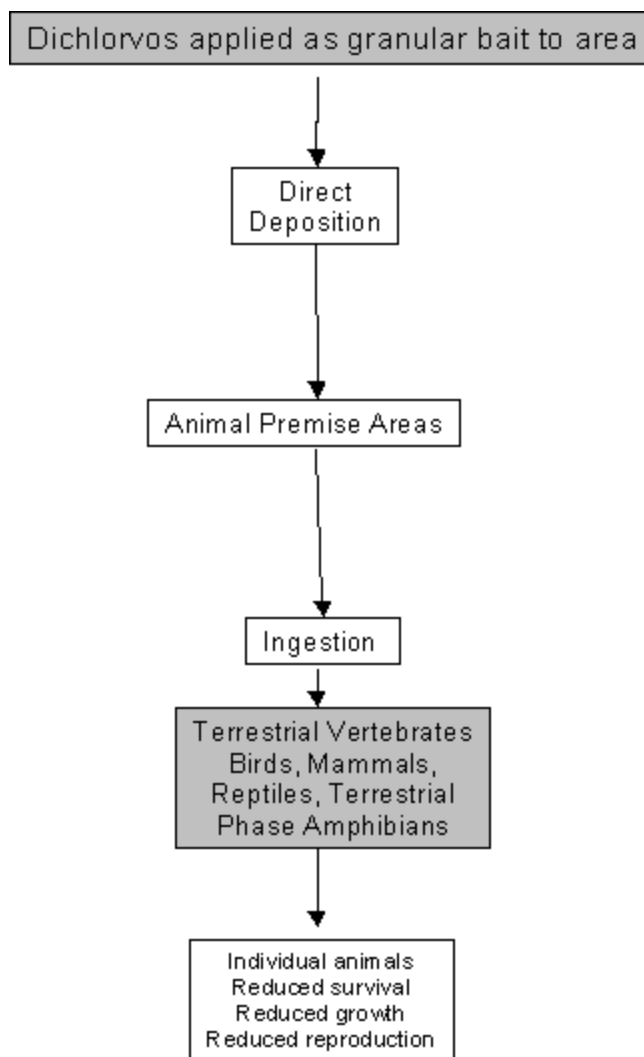 Dichlorvos applied as granular bait to area
Direct
Deposition
Animal Premise Areas
Ingestion
Terrestrial Vertebrates
Birds, Mammals,
Reptiles, Terrestrial
Phase Amphibians
Individual animals
Reduced survival
Reduced growth
Reduced reproduction